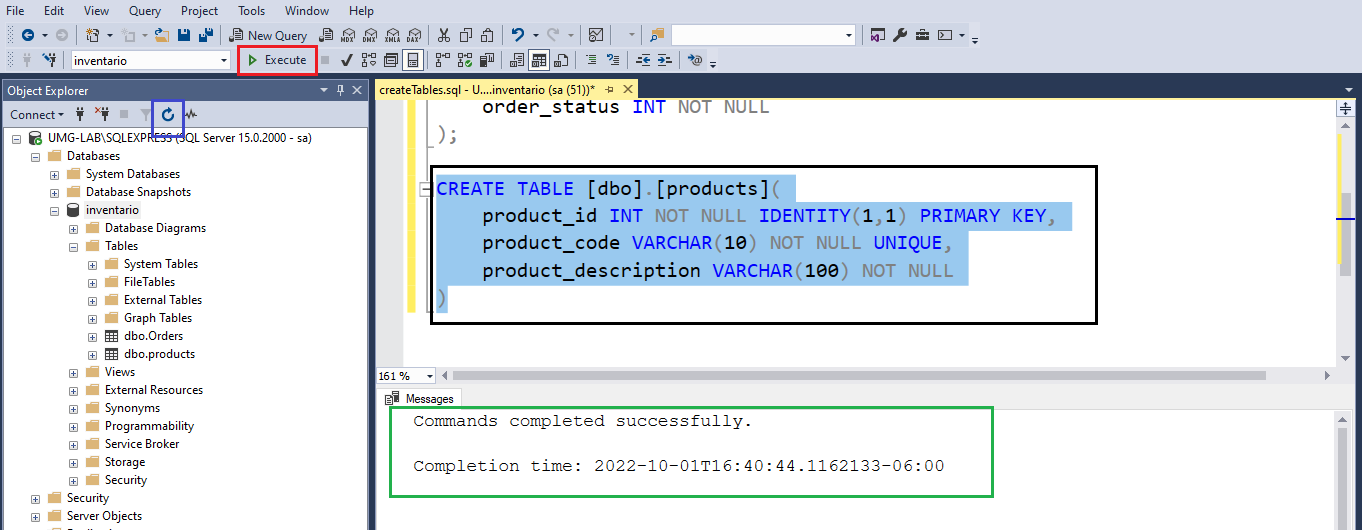 File Edit View Query Project Tools Window Help
New Query MDX DMX XMLA DAX
inventario Execute
Object Explorer
Connect
UMG-LAB\SQLEXPRESS (SQL Server 15.0.2000 - sa)
Databases
System Databases
Database Snapshots
inventario
Database Diagrams
Tables
System Tables
FileTables
External Tables
Graph Tables
dbo.Orders
dbo.products
Views
External Resources
Synonyms
Programmability
Service Broker
Storage
Security
Security
Server Objects
createTables.sql - U....inventario (sa (51))*
order_status INT NOT NULL
);
CREATE TABLE [dbo].[products](
product_id INT NOT NULL IDENTITY(1,1) PRIMARY KEY,
product_code VARCHAR(10) NOT NULL UNIQUE,
product_description VARCHAR(100) NOT NULL
)
161 %
Messages
Commands completed successfully.
Completion time: 2022-10-01T16:40:44.1162133-06:00